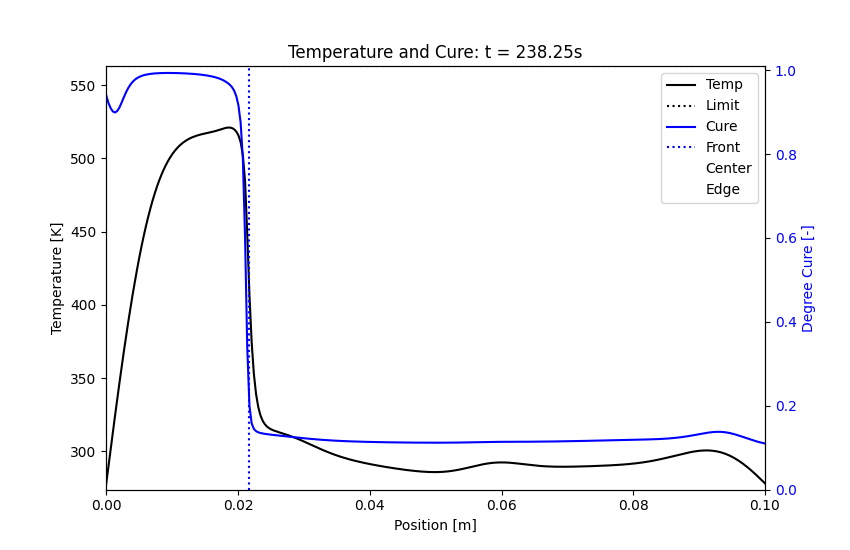 Temperature and Cure: t = 238.25s
550
500
450
400
350
300
Temperature [K]
1.0
0.8
0.6
0.4
0.2
0.0
Degree Cure [-]
Temp
Limit
Cure
Front
Center
Edge
0.00
0.02
0.04
0.06
0.08
0.10
Position [m]